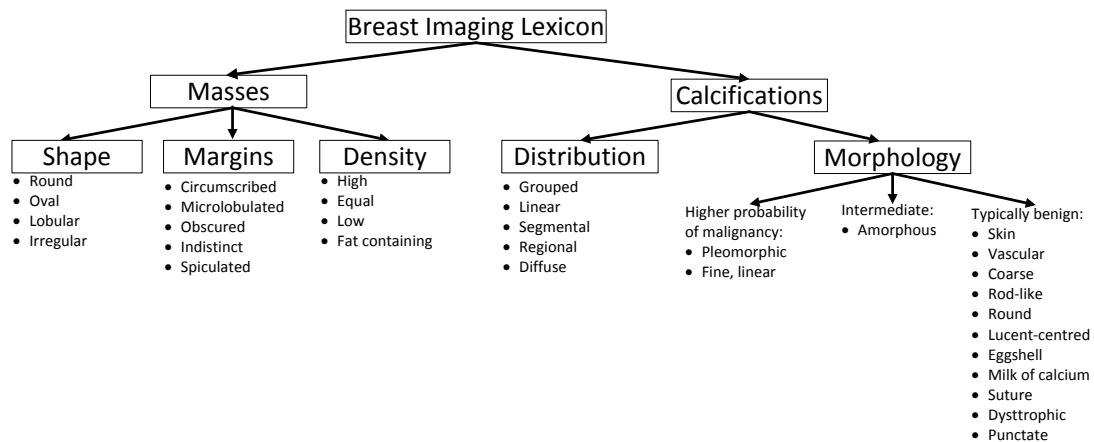 Breast Imaging Lexicon
Masses
Calcifications
Shape
• Round
• Oval
• Lobular
• Irregular
Margins
• Circumscribed
• Microlobulated
• Obscured
• Indistinct
• Spiculated
Density
• High
• Equal
• Low
• Fat containing
Distribution
• Grouped
• Linear
• Segmental
• Regional
• Diffuse
Morphology
Higher probability
of malignancy:
• Pleomorphic
• Fine, linear
Intermediate:
• Amorphous
Typically benign:
• Skin
• Vascular
• Coarse
• Rod-like
• Round
• Lucent-centred
• Eggshell
• Milk of calcium
• Suture
• Dysttrophic
• Punctate